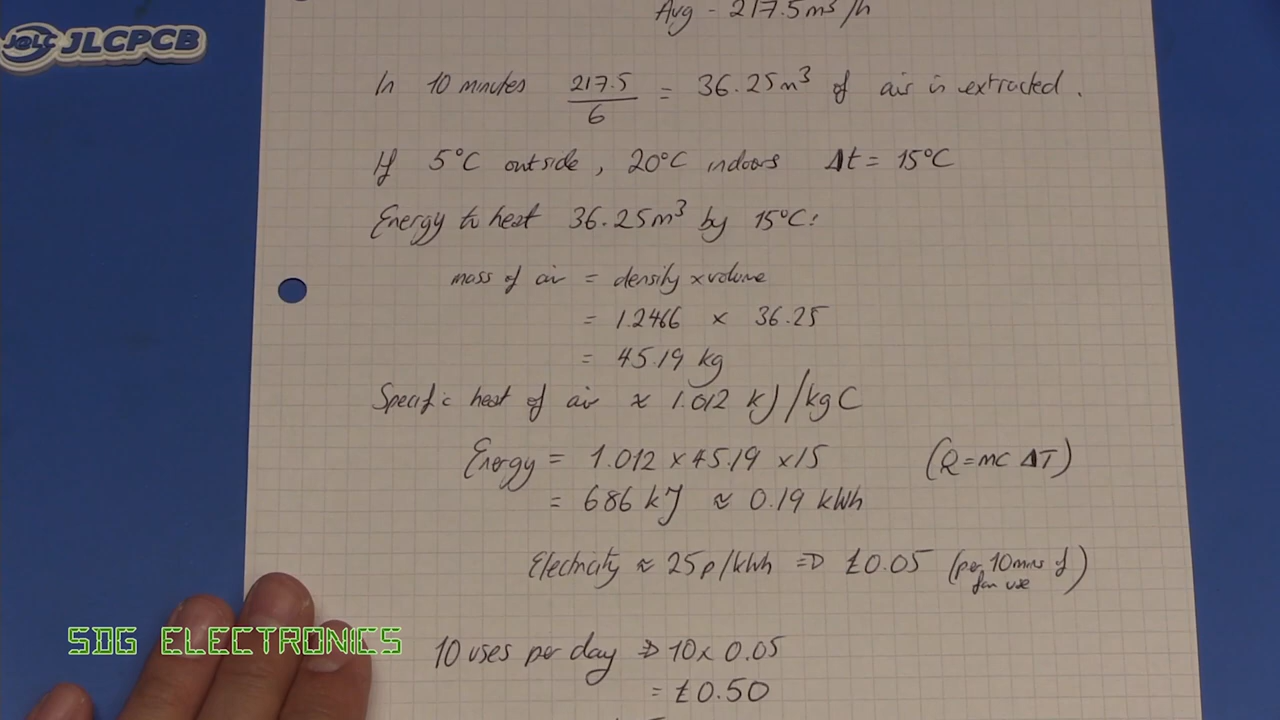 Avg - 217.5m³/h
J@LC JLCPCB
In 10 minutes 217.5/6 = 36.25m³ of air is extracted.
If 5°C outside, 20°C indoors Δt = 15°C
Energy to heat 36.25m³ by 15°C:
mass of air = density × volume
= 1.2466 × 36.25
= 45.19 kg
Specific heat of air ≈ 1.012 kJ/kgC
Energy = 1.012 × 45.19 × 15 (Q=mc ΔT)
= 686 kJ ≈ 0.19 kWh
Electricity ≈ 25p/kWh => £0.05 (per 10mins of
fan use)
SDG ELECTRONICS
10 uses per day => 10 x 0.05
= £0.50